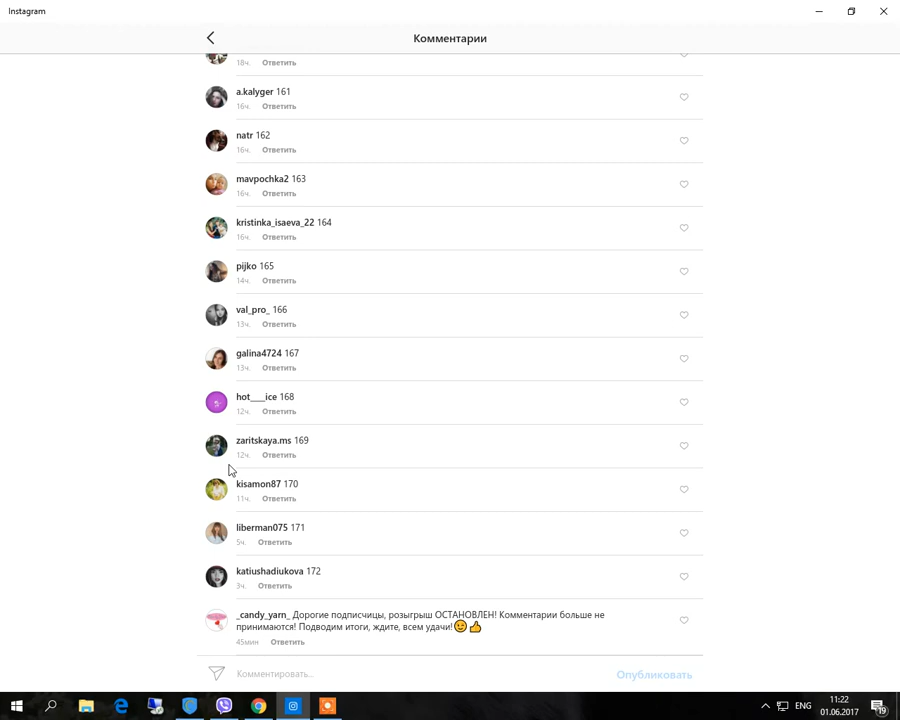 Instagram
Комментарии
18ч. Ответить
a.kalyger 161
16ч. Ответить
natr 162
16ч. Ответить
mavpochka2 163
16ч. Ответить
kristinka_isaeva_22 164
16ч. Ответить
pijko 165
14ч. Ответить
val_pro_ 166
13ч. Ответить
galina4724 167
13ч. Ответить
hot___ice 168
12ч. Ответить
zaritskaya.ms 169
12ч. Ответить
kisamon87 170
11ч. Ответить
liberman075 171
5ч. Ответить
katiushadiukova 172
3ч. Ответить
_candy_yarn_ Дорогие подписчицы, розыгрыш ОСТАНОВЛЕН! Комментарии больше не
принимаются! Подводим итоги, ждите, всем удачи!😉👍
45мин Ответить
Комментировать... Опубликовать
ENG 11:22
01.06.2017
19